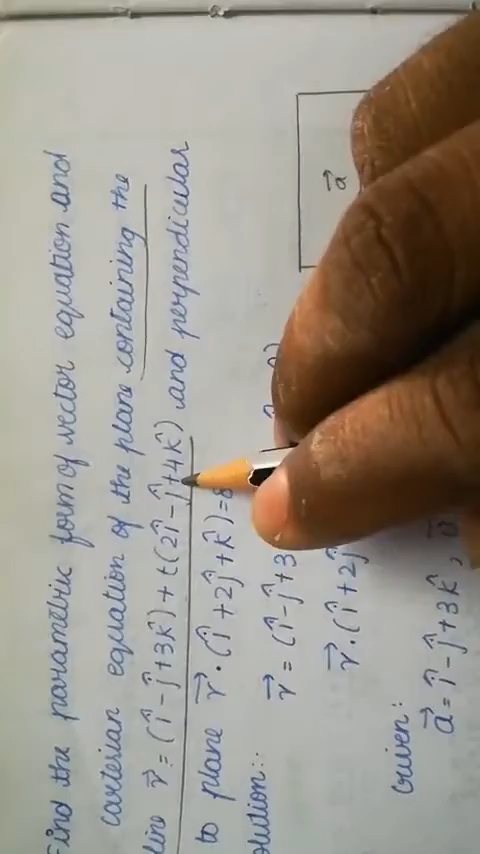 Find the parametric form of vector equation and
cartesian equation of the plane containing the
line r⃗ = (î - ĵ + 3k̂) + t(2î - ĵ + 4k̂) and perpendicular
to plane r⃗ · (î + 2ĵ + k̂) = 8
olution:-
r⃗ = (î - ĵ + 3
r⃗ · (î + 2ĵ
Given:
a⃗ = î - ĵ + 3k̂,
a⃗